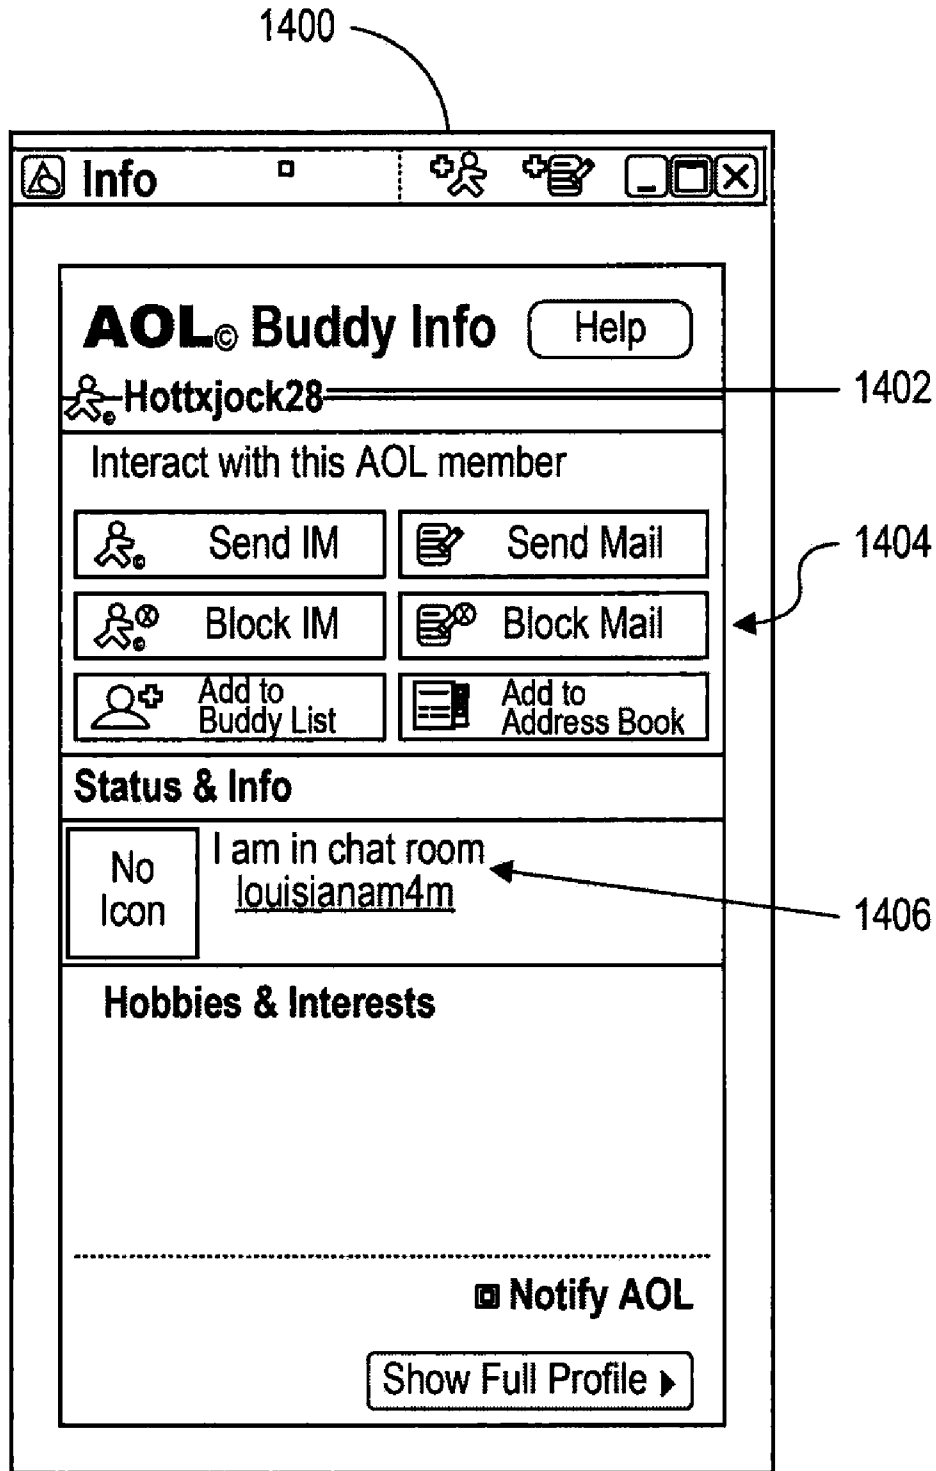 1400
Info
AOL© Buddy Info
Help
Hottxjock28
1402
Interact with this AOL member
Send IM
Send Mail
1404
Block IM
Block Mail
Add to
Buddy List
Add to
Address Book
Status & Info
No
Icon
I am in chat room
louisianam4m
1406
Hobbies & Interests
Notify AOL
Show Full Profile